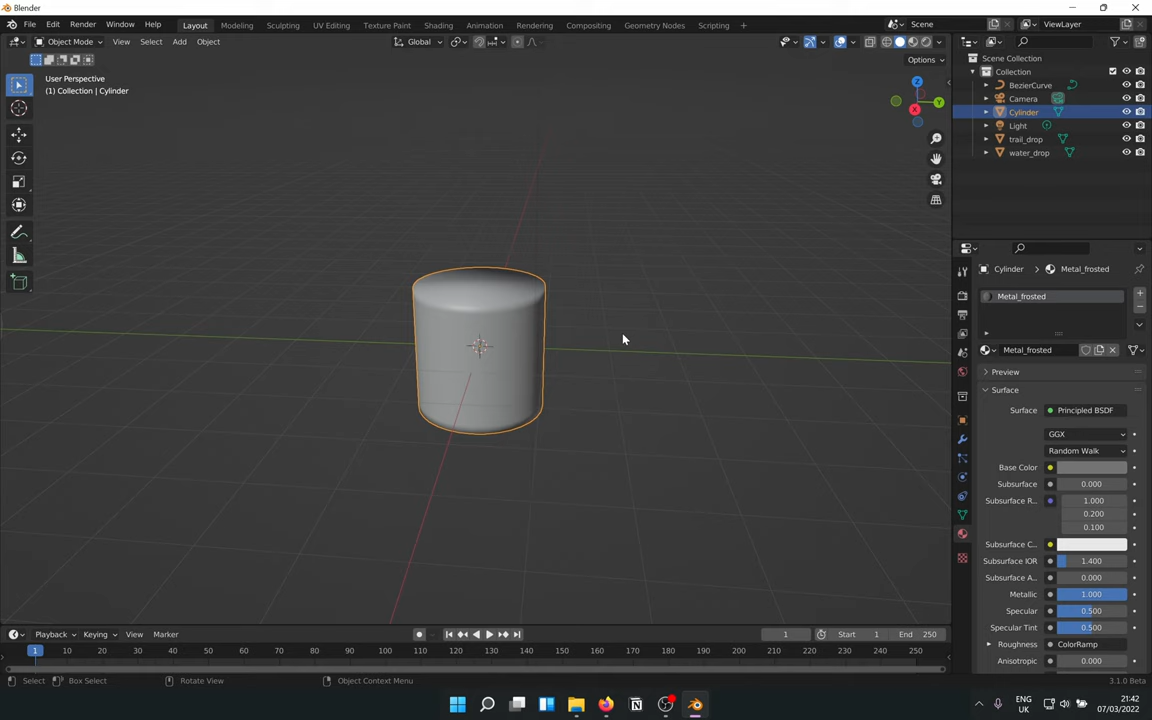 Blender
File Edit Render Window Help Layout Modeling Sculpting UV Editing Texture Paint Shading Animation Rendering Compositing Geometry Nodes Scripting + Scene ViewLayer
Object Mode View Select Add Object Global
Options
User Perspective
(1) Collection | Cylinder
Z
Y
X
Scene Collection
Collection
BezierCurve
Camera
Cylinder
Light
trail_drop
water_drop
Cylinder > Metal_frosted
Metal_frosted
Metal_frosted
Preview
Surface
Surface Principled BSDF
GGX
Random Walk
Base Color
Subsurface 0.000
Subsurface R... 1.000
0.200
0.100
Subsurface C...
Subsurface IOR 1.400
Subsurface A... 0.000
Metallic 1.000
Specular 0.500
Specular Tint 0.500
Roughness ColorRamp
Anisotropic 0.000
Playback Keying View Marker 1 Start 1 End 250
1 10 20 30 40 50 60 70 80 90 100 110 120 130 140 150 160 170 180 190 200 210 220 230 240 250
Select Box Select Rotate View Object Context Menu 3.1.0 Beta
ENG
UK
21:42
07/03/2022